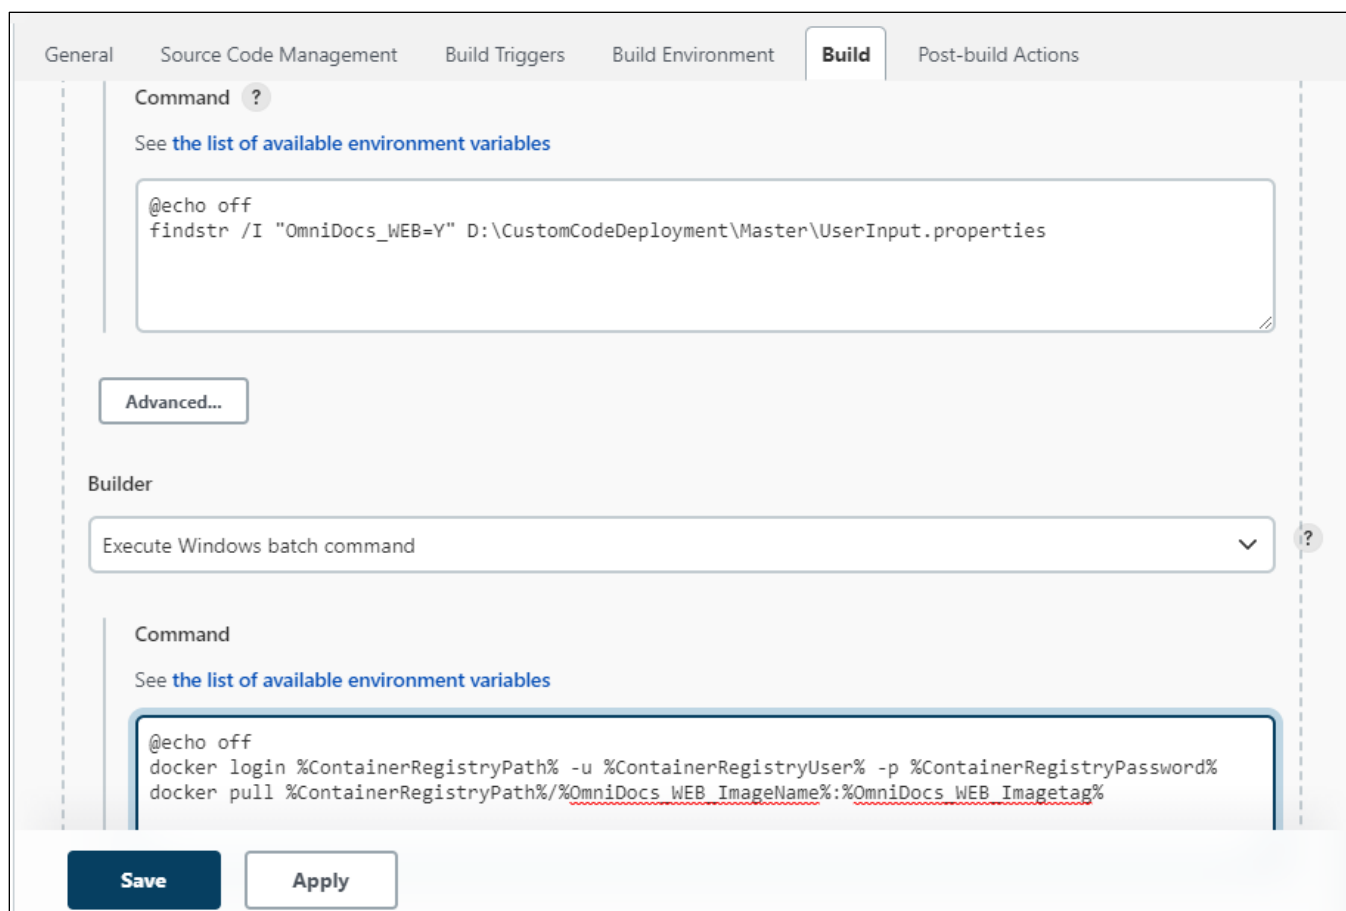 General Source Code Management Build Triggers Build Environment Build Post-build Actions
Command ?
See the list of available environment variables
@echo off
findstr /I "OmniDocs_WEB=Y" D:\CustomCodeDeployment\Master\UserInput.properties
Advanced...
Builder
Execute Windows batch command
?
Command
See the list of available environment variables
@echo off
docker login %ContainerRegistryPath% -u %ContainerRegistryUser% -p %ContainerRegistryPassword%
docker pull %ContainerRegistryPath%/%OmniDocs_WEB_ImageName%:%OmniDocs_WEB_Imagetag%
Save Apply